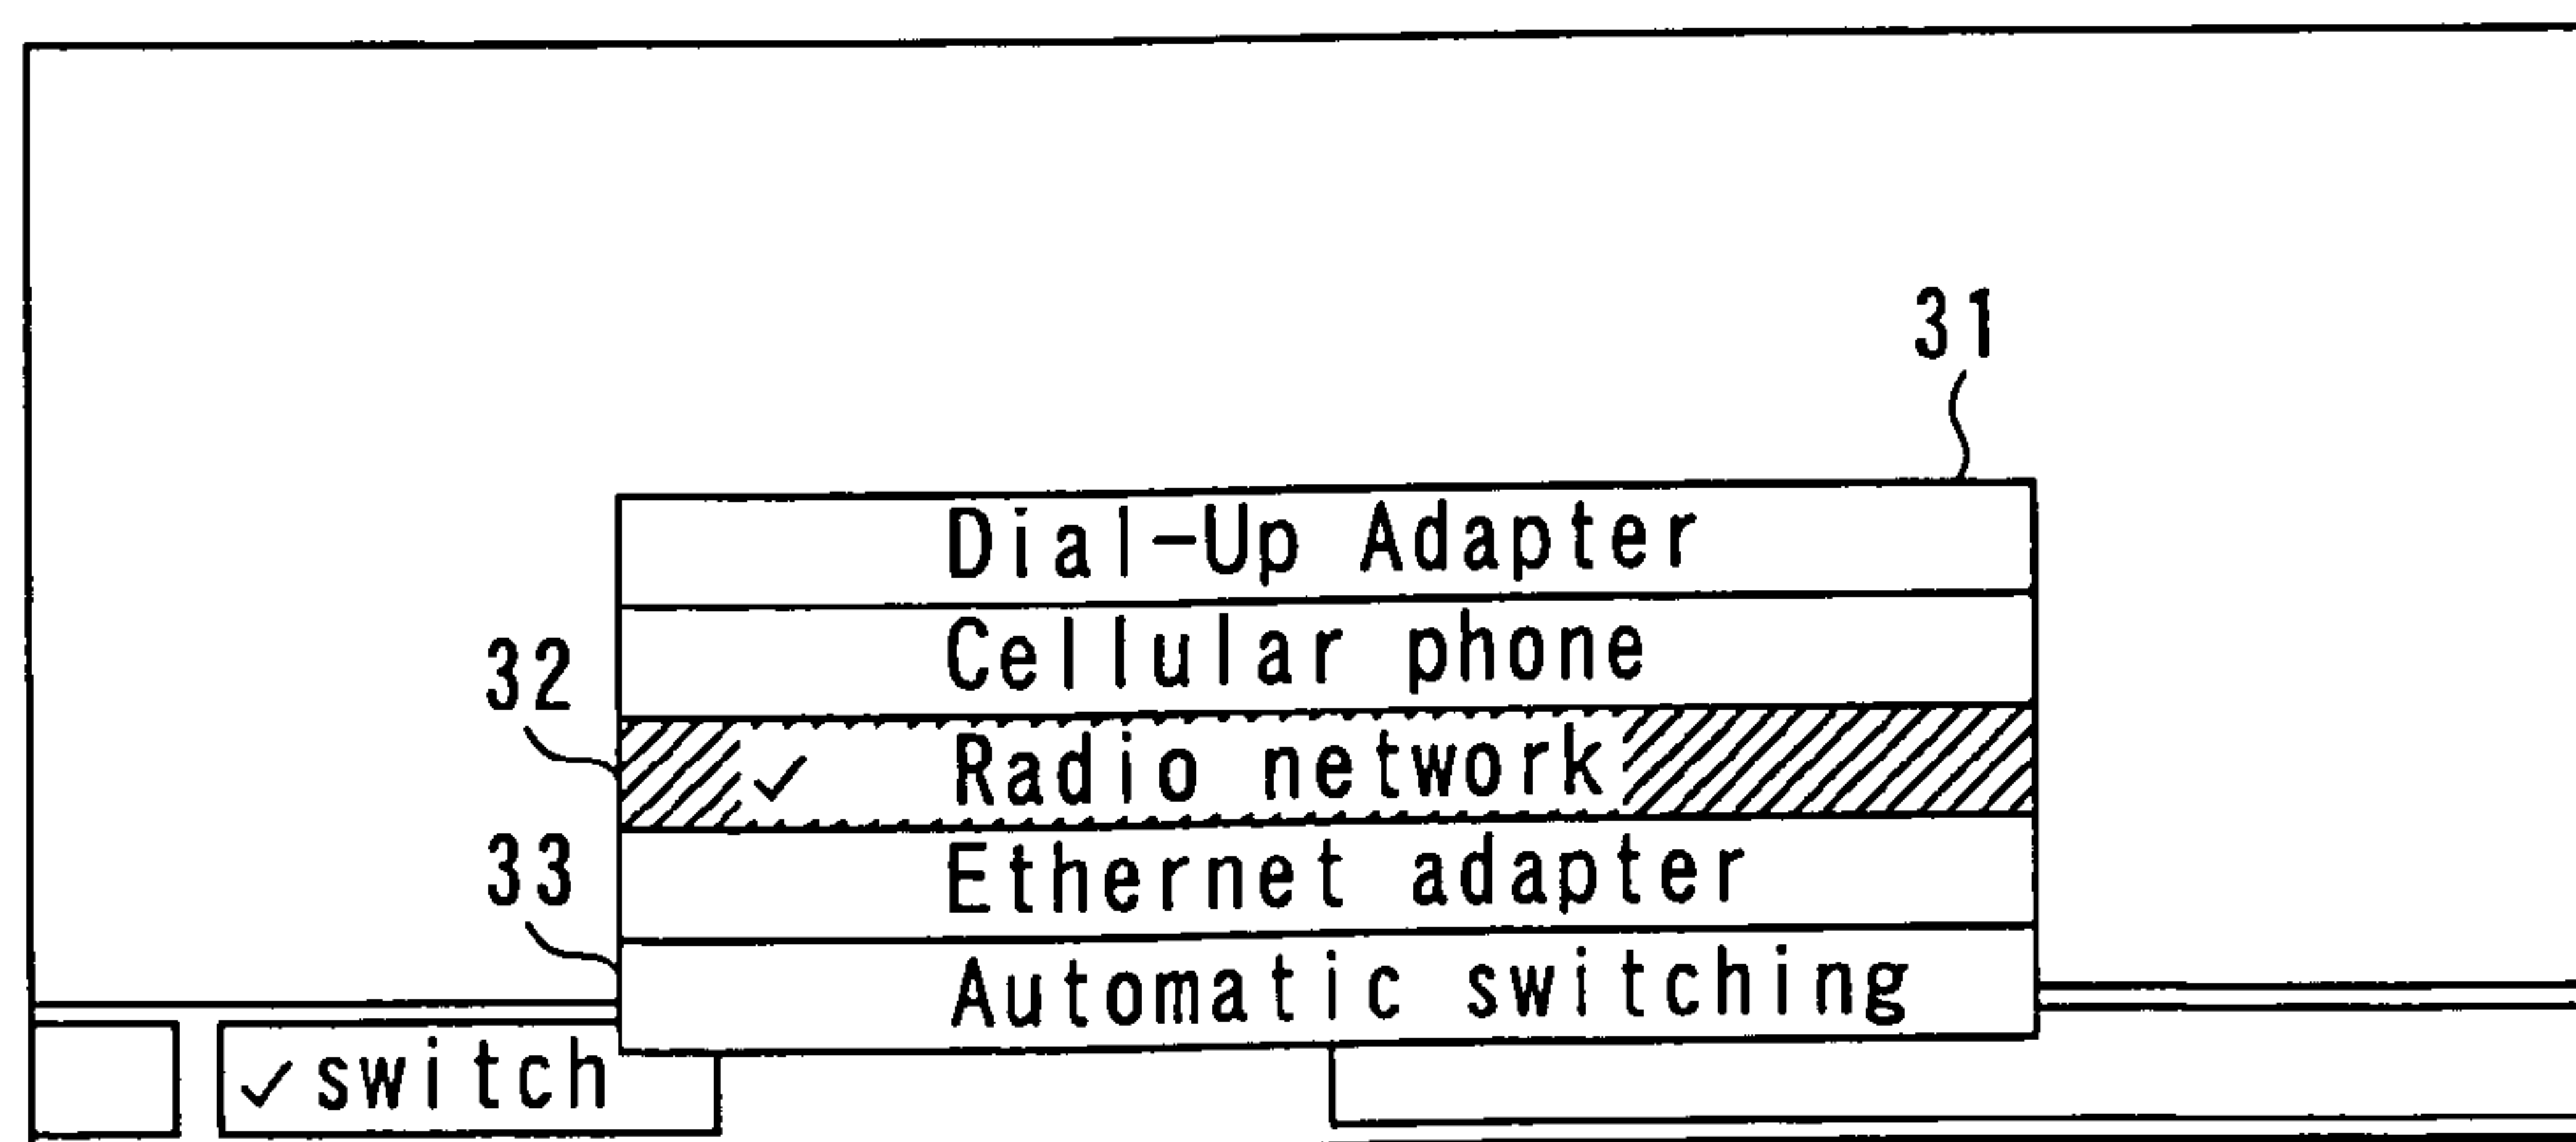 31
Dial-Up Adapter
Cellular phone
32
✓ Radio network
33
Ethernet adapter
Automatic switching
✓switch